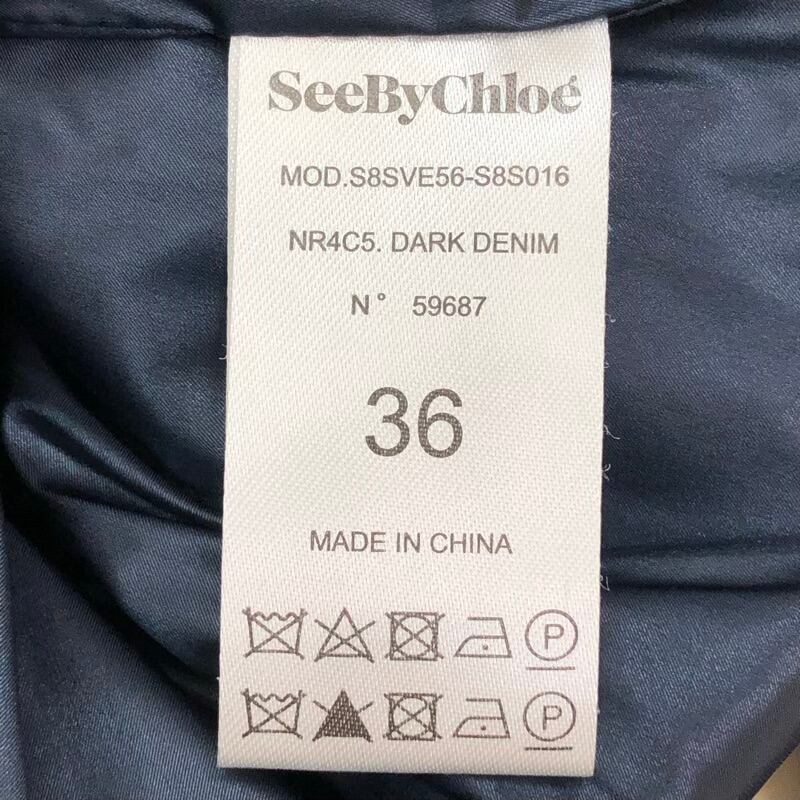 SeeByChloé
MOD.S8SVE56-S8S016
NR4C5. DARK DENIM
N° 59687
36
MADE IN CHINA
P
P